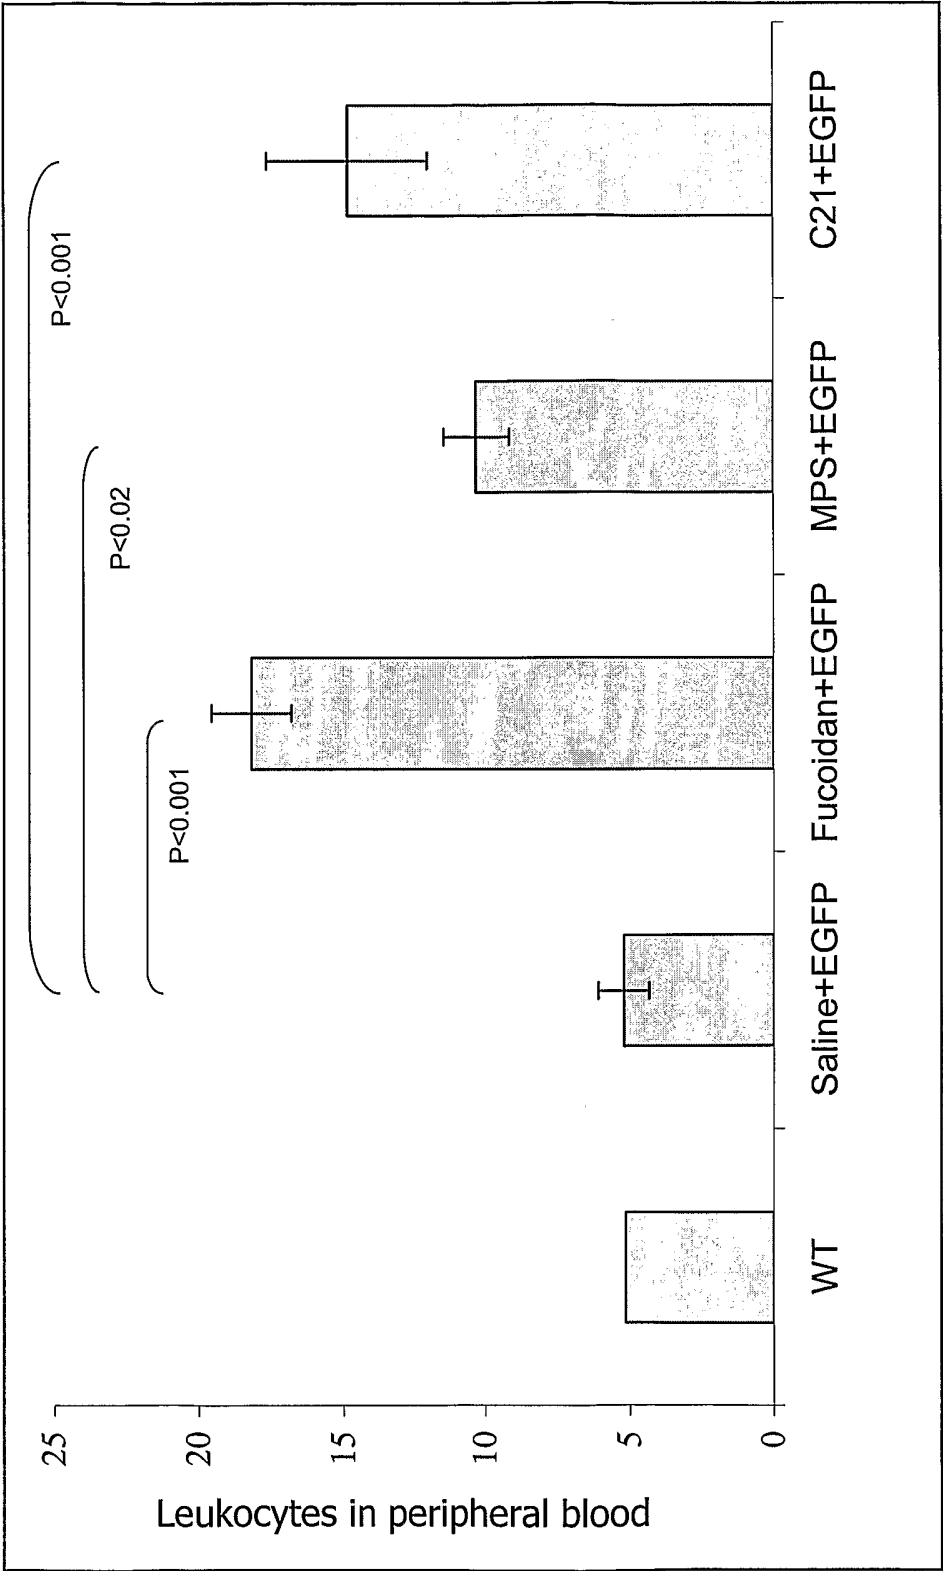 P<0.001
P<0.02
P<0.001
25
20
15
10
5
0
Leukocytes in peripheral blood
WT
Saline+EGFP
Fucoidan+EGFP
MPS+EGFP
C21+EGFP